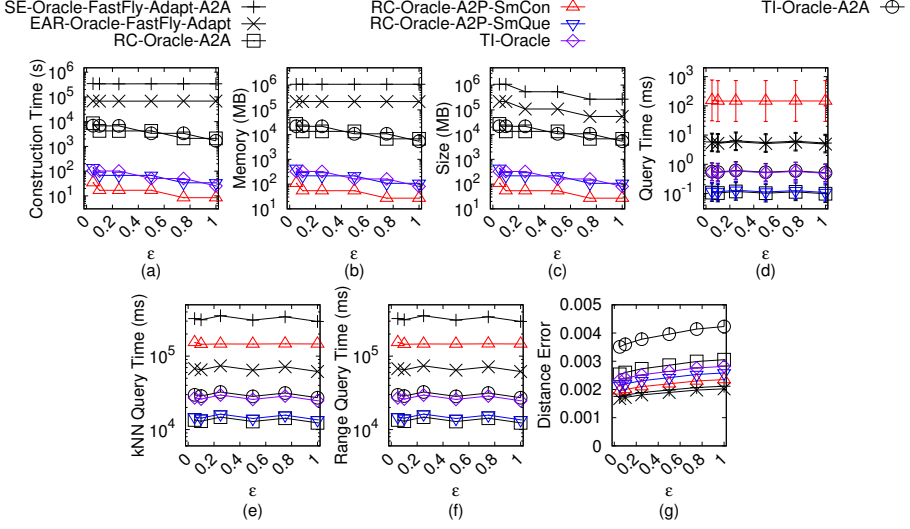 SE-Oracle-FastFly-Adapt-A2A
EAR-Oracle-FastFly-Adapt
RC-Oracle-A2A
RC-Oracle-A2P-SmCon
RC-Oracle-A2P-SmQue
TI-Oracle
TI-Oracle-A2A
Construction Time (s)
10^6
10^5
10^4
10^3
10^2
10^1
0 0.2 0.4 0.6 0.8 1
ε
(a)
Memory (MB)
10^6
10^5
10^4
10^3
10^2
10^1
0 0.2 0.4 0.6 0.8 1
ε
(b)
Size (MB)
10^6
10^5
10^4
10^3
10^2
10^1
0 0.2 0.4 0.6 0.8 1
ε
(c)
Query Time (ms)
10^3
10^2
10^1
10^0
10^-1
0 0.2 0.4 0.6 0.8 1
ε
(d)
kNN Query Time (ms)
10^5
10^4
0 0.2 0.4 0.6 0.8 1
ε
(e)
Range Query Time (ms)
10^5
10^4
0 0.2 0.4 0.6 0.8 1
ε
(f)
Distance Error
0.005
0.004
0.003
0.002
0.001
0
0 0.2 0.4 0.6 0.8 1
ε
(g)